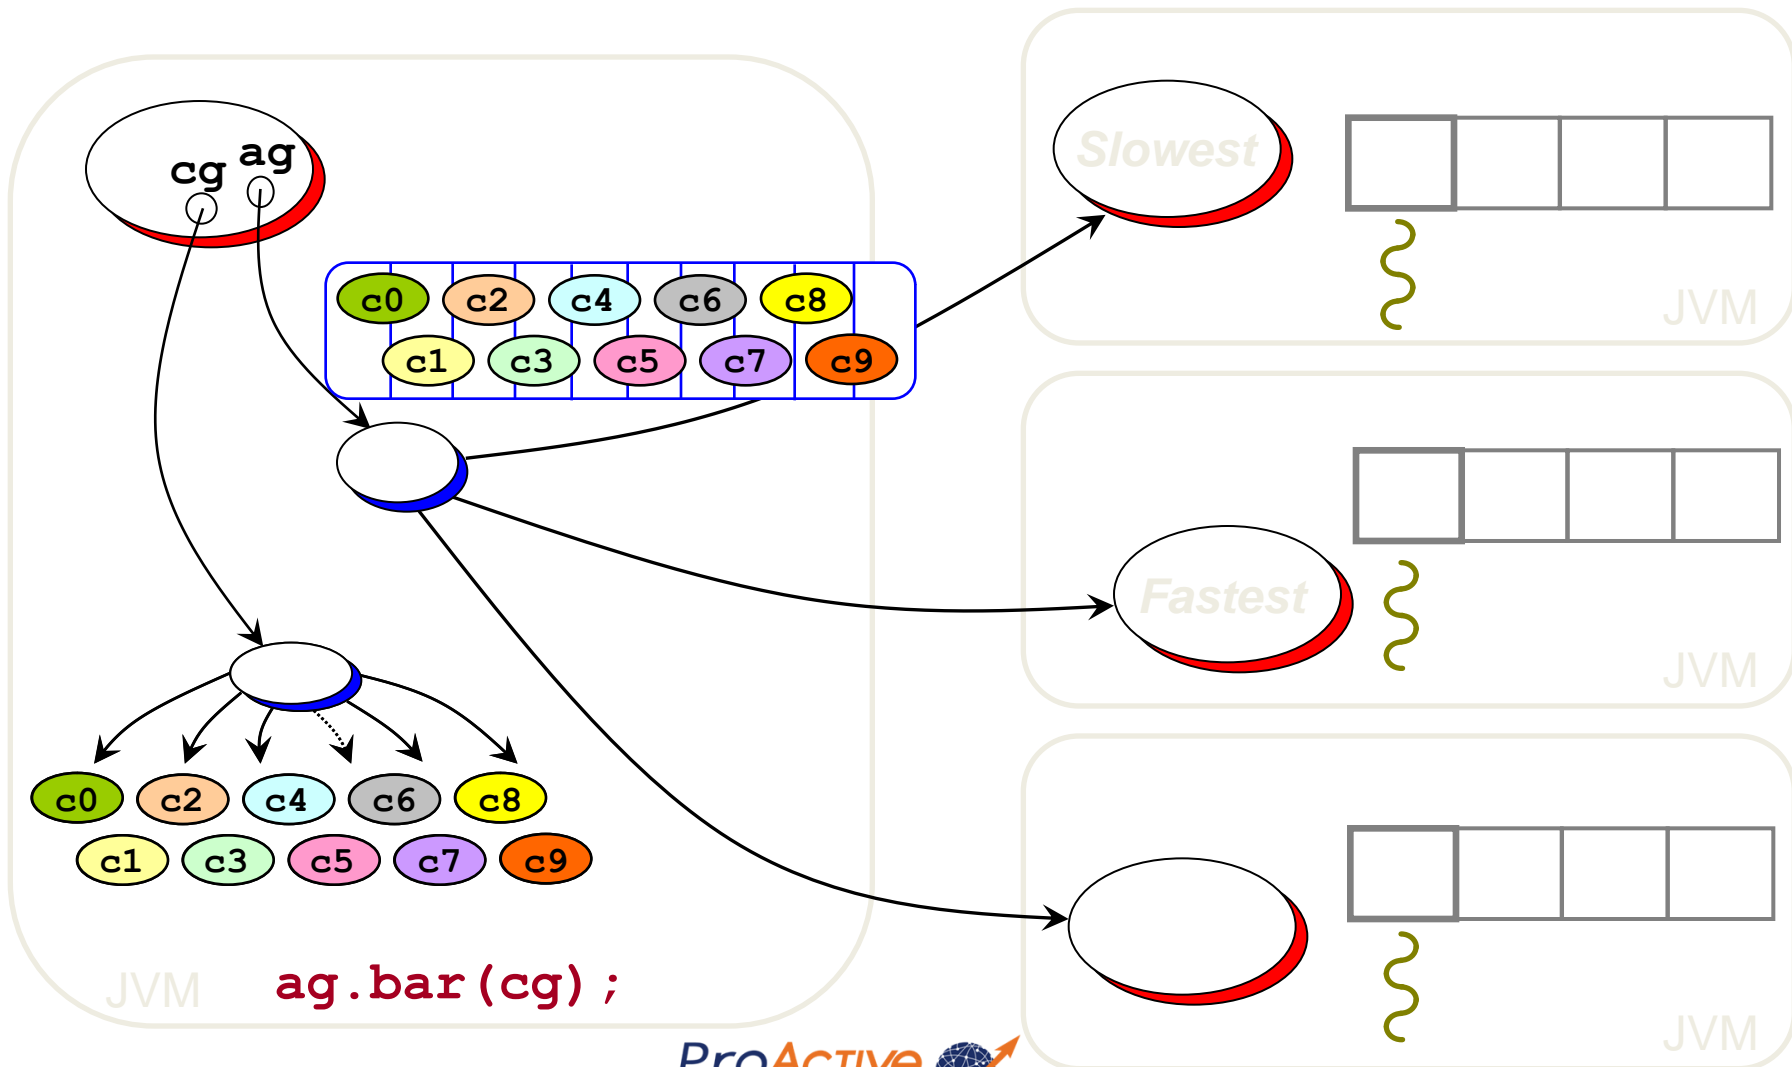 cg ag
c0 c2 c4 c6 c8
c1 c3 c5 c7 c9
c0 c2 c4 c6 c8
c1 c3 c5 c7 c9
JVM
ag.bar(cg);
Slowest
JVM
Fastest
JVM
JVM
ProActive